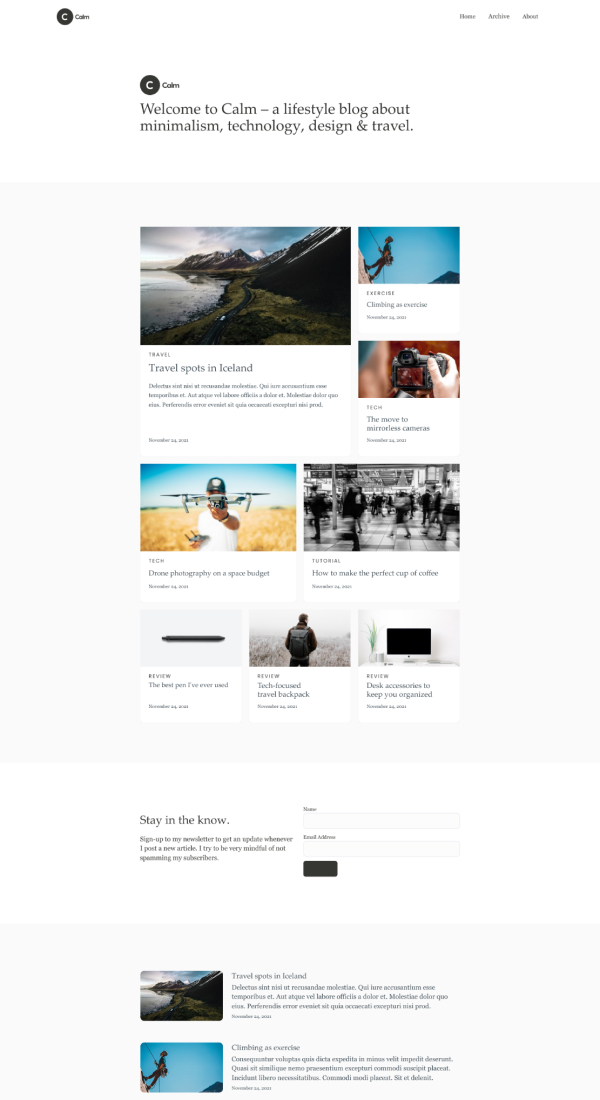 C Calm
Home Archive About
C Calm
Welcome to Calm – a lifestyle blog about
minimalism, technology, design & travel.
TRAVEL
Travel spots in Iceland
Delectus sint nisi ut recusandae molestiae. Qui iure accusantium esse
temporibus et. Aut atque vel labore officiis a dolor et. Molestiae dolor quo
eius. Perferendis error eveniet sit quia occaecati excepturi nisi prod.
November 24, 2021
EXERCISE
Climbing as exercise
November 24, 2021
TECH
The move to
mirrorless cameras
November 24, 2021
TECH
Drone photography on a space budget
November 24, 2021
TUTORIAL
How to make the perfect cup of coffee
November 24, 2021
REVIEW
The best pen I've ever used
November 24, 2021
REVIEW
Tech-focused
travel backpack
November 24, 2021
REVIEW
Desk accessories to
keep you organized
November 24, 2021
Stay in the know.
Sign-up to my newsletter to get an update whenever
I post a new article. I try to be very mindful of not
spamming my subscribers.
Name
Email Address
Travel spots in Iceland
Delectus sint nisi ut recusandae molestiae. Qui iure accusantium esse
temporibus et. Aut atque vel labore officiis a dolor et. Molestiae dolor quo
eius. Perferendis error eveniet sit quia occaecati excepturi nisi prod.
November 24, 2021
Climbing as exercise
Consequuntur voluptas quis dicta expedita in minus velit impedit deserunt.
Quasi sit similique nemo praesentium excepturi commodi suscipit placeat.
Incidunt libero necessitatibus. Commodi modi placeat. Sit et delenit.
November 24, 2021